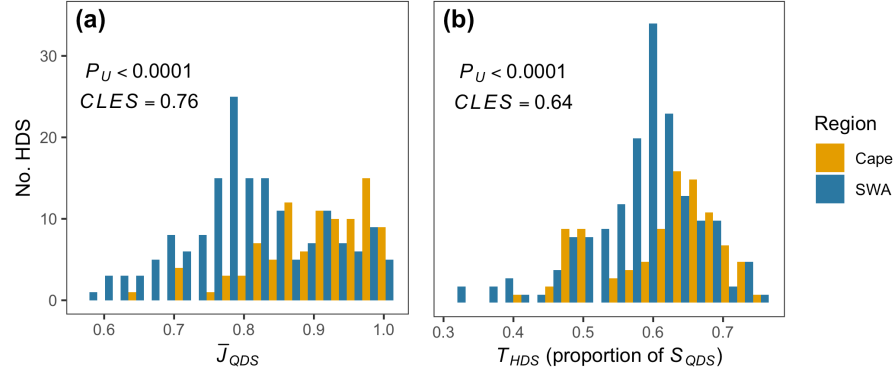 (a)
P_U < 0.0001
CLES = 0.76
No. HDS
30
20
10
0
0.6 0.7 0.8 0.9 1.0
J̅_QDS
(b)
P_U < 0.0001
CLES = 0.64
0.3 0.4 0.5 0.6 0.7
T_HDS (proportion of S_QDS)
Region
Cape
SWA